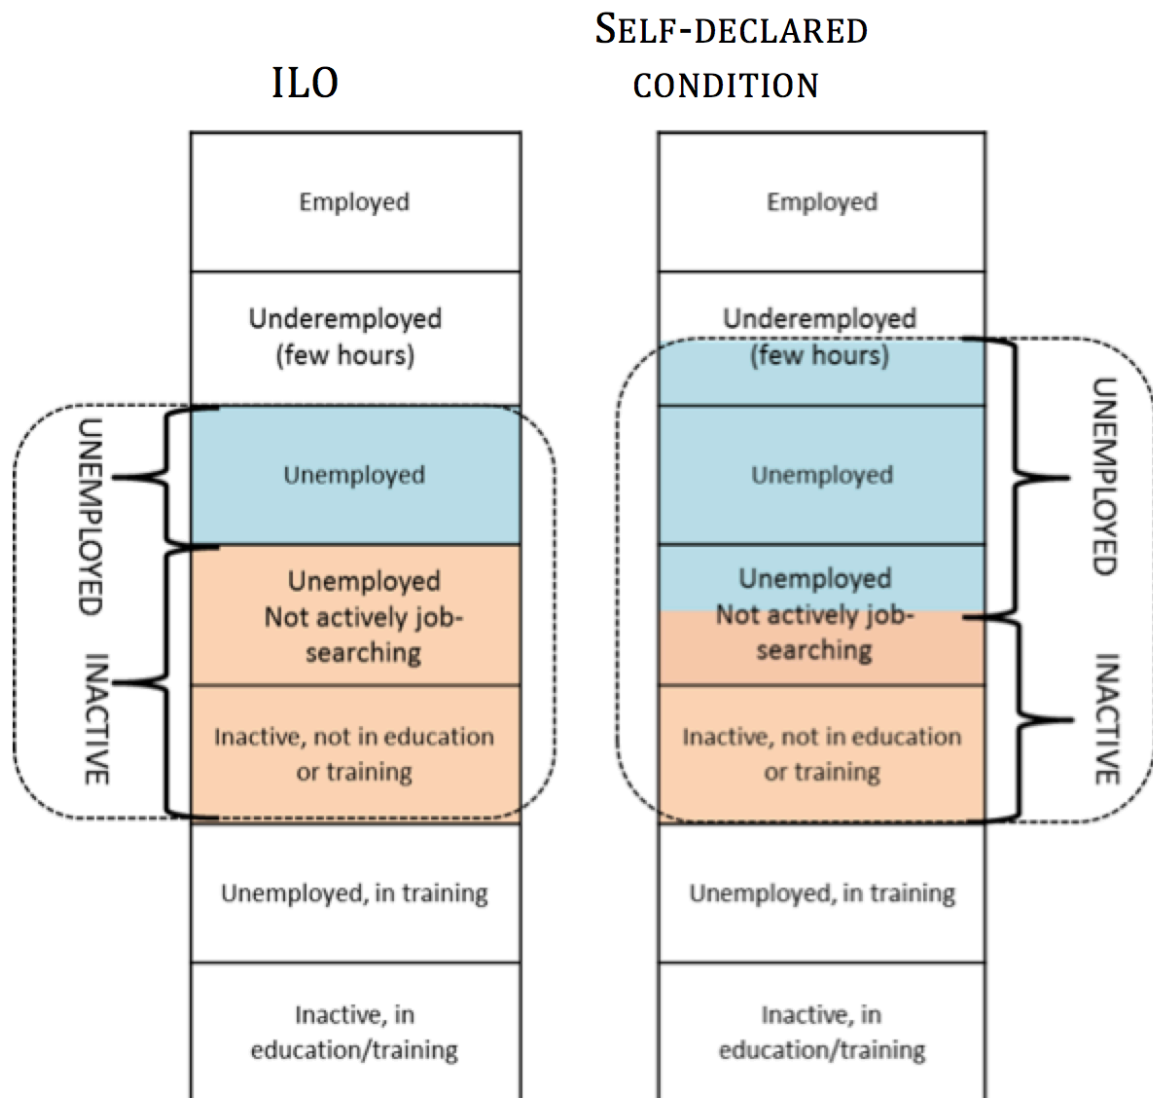 ILO
Employed
Underemployed
(few hours)
Unemployed
Unemployed
Not actively job-
searching
Inactive, not in education
or training
Unemployed, in training
Inactive, in
education/training
UNEMPLOYED
INACTIVE
SELF-DECLARED
CONDITION
Employed
Underemployed
(few hours)
Unemployed
Unemployed
Not actively job-
searching
Inactive, not in education
or training
Unemployed, in training
Inactive, in
education/training
UNEMPLOYED
INACTIVE